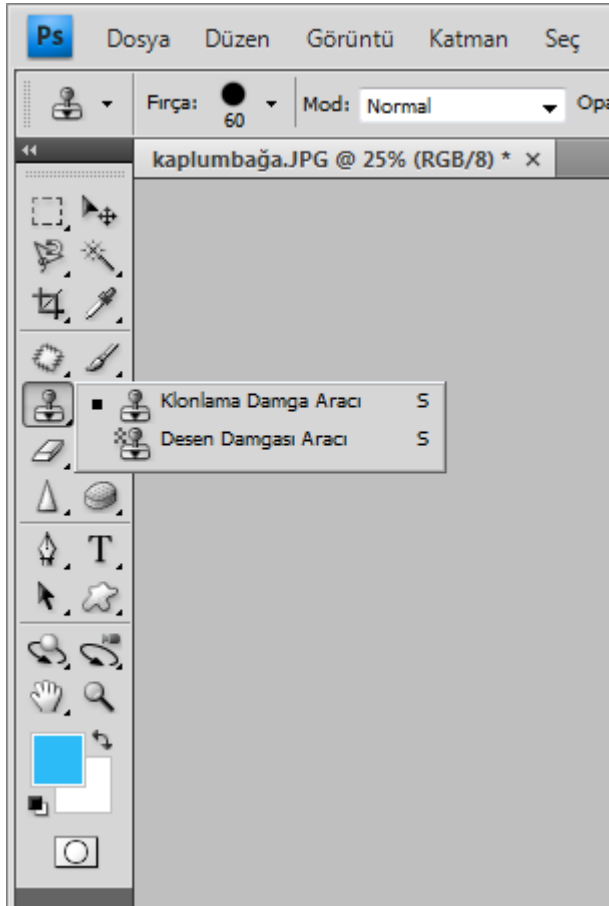 Ps Dosya Düzen Görüntü Katman Seç
Fırça: 60 Mod: Normal Opa
kaplumbağa.JPG @ 25% (RGB/8) * ×
Klonlama Damga Aracı S
Desen Damgası Aracı S
T